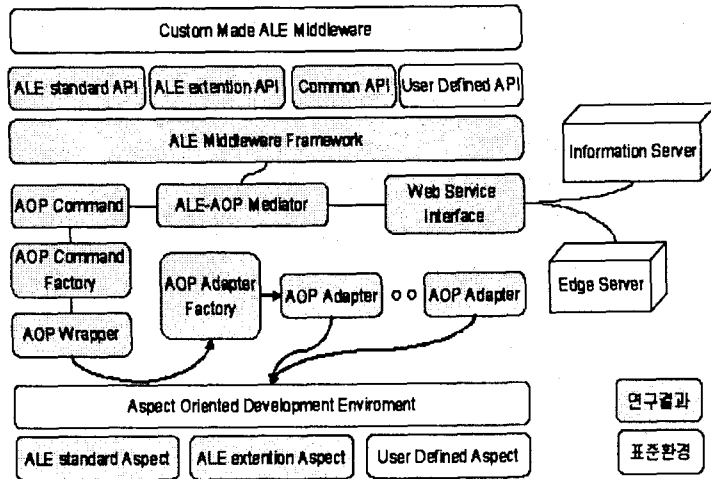 Custom Made ALE Middleware
ALE standard API
ALE extention API
Common API
User Defined API
ALE Middleware Framework
Information Server
AOP Command
ALE-AOP Mediator
Web Service
Interface
AOP Command
Factory
AOP Adapter
Factory
AOP Adapter
AOP Adapter
Edge Server
AOP Wrapper
Aspect Oriented Development Enviroment
연구결과
ALE standard Aspect
ALE extention Aspect
User Defined Aspect
표준환경